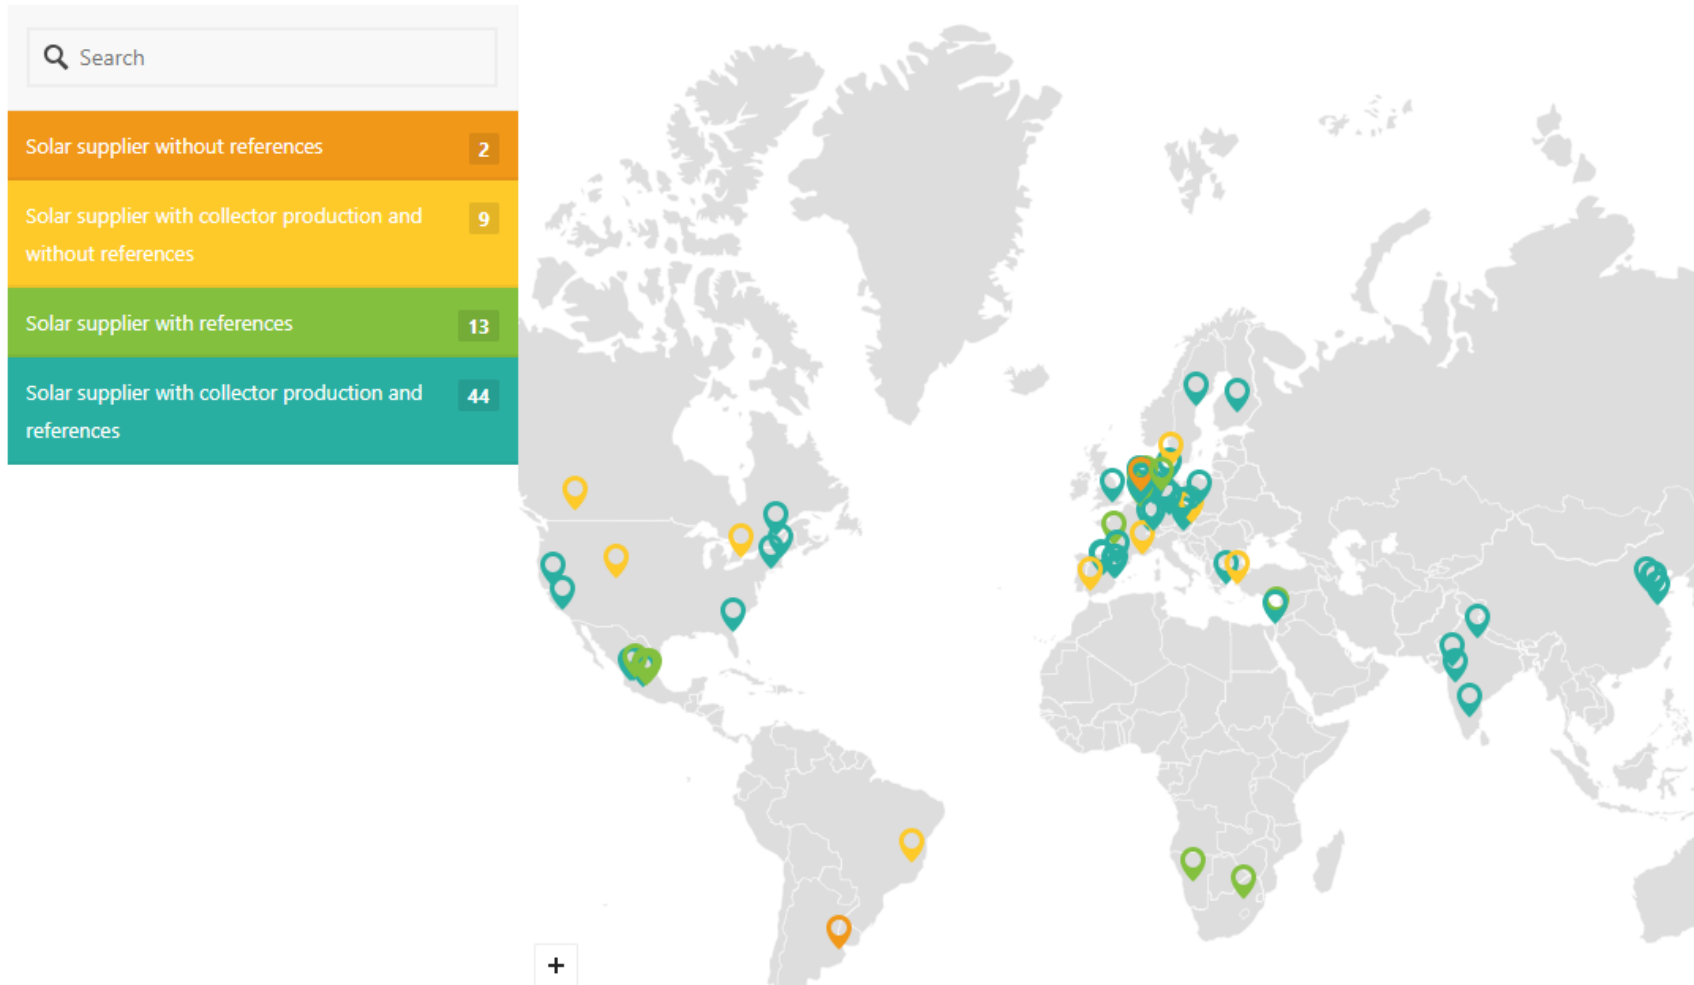 Search
Solar supplier without references 2
Solar supplier with collector production and 9
without references
Solar supplier with references 13
Solar supplier with collector production and 44
references
+